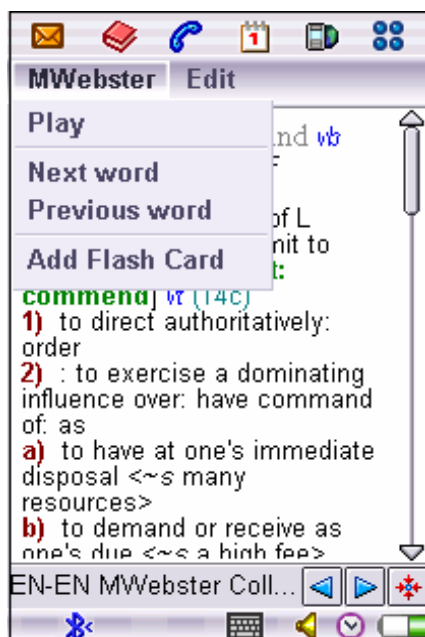 1
MWebster Edit
Play
nd vb
Next word
Previous word
of L
mit to
Add Flash Card
t:
commend] vt (14c)
1) to direct authoritatively:
order
2) : to exercise a dominating
influence over: have command
of: as
a) to have at one's immediate
disposal <~s many
resources>
b) to demand or receive as
one's due <~s a high fee>
EN-EN MWebster Coll...